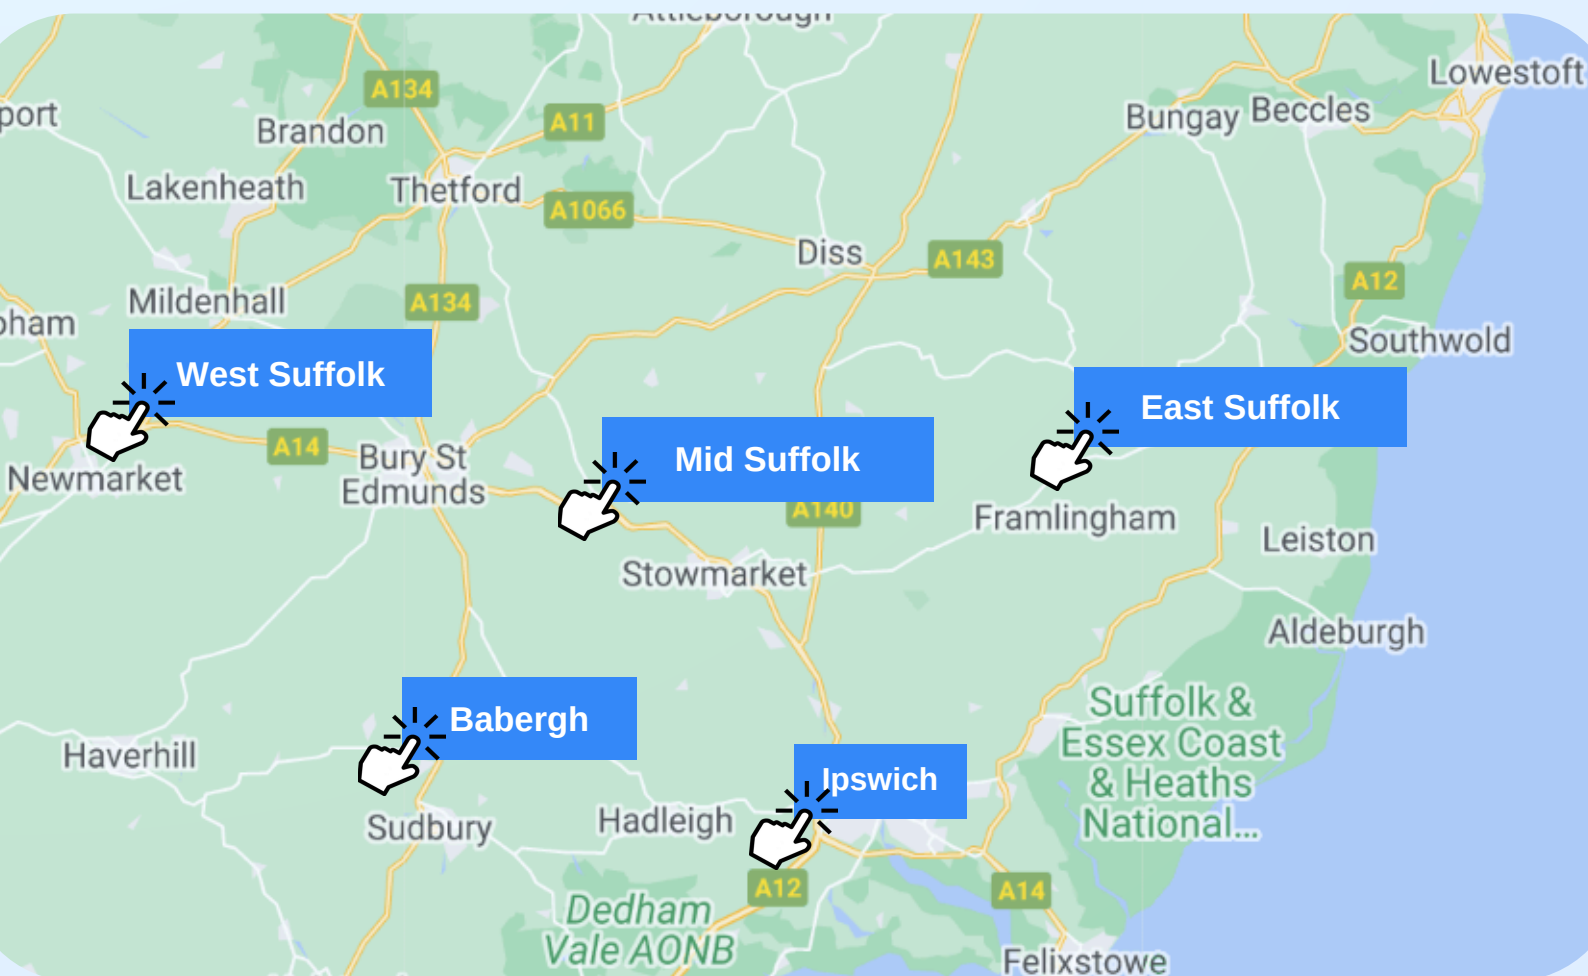 Attleborough
Lowestoft
A134
port
A11
Brandon
Bungay
Beccles
Lakenheath
Thetford
A1066
Diss
A143
A12
Mildenhall
A134
Southwold
West Suffolk
East Suffolk
A14
Bury St
Edmunds
Mid Suffolk
Newmarket
A140
Framlingham
Leiston
Stowmarket
Aldeburgh
Suffolk &
Essex Coast
& Heaths
National...
Babergh
Haverhill
Ipswich
Sudbury
Hadleigh
A12
A14
Dedham
Vale AONB
Felixstowe